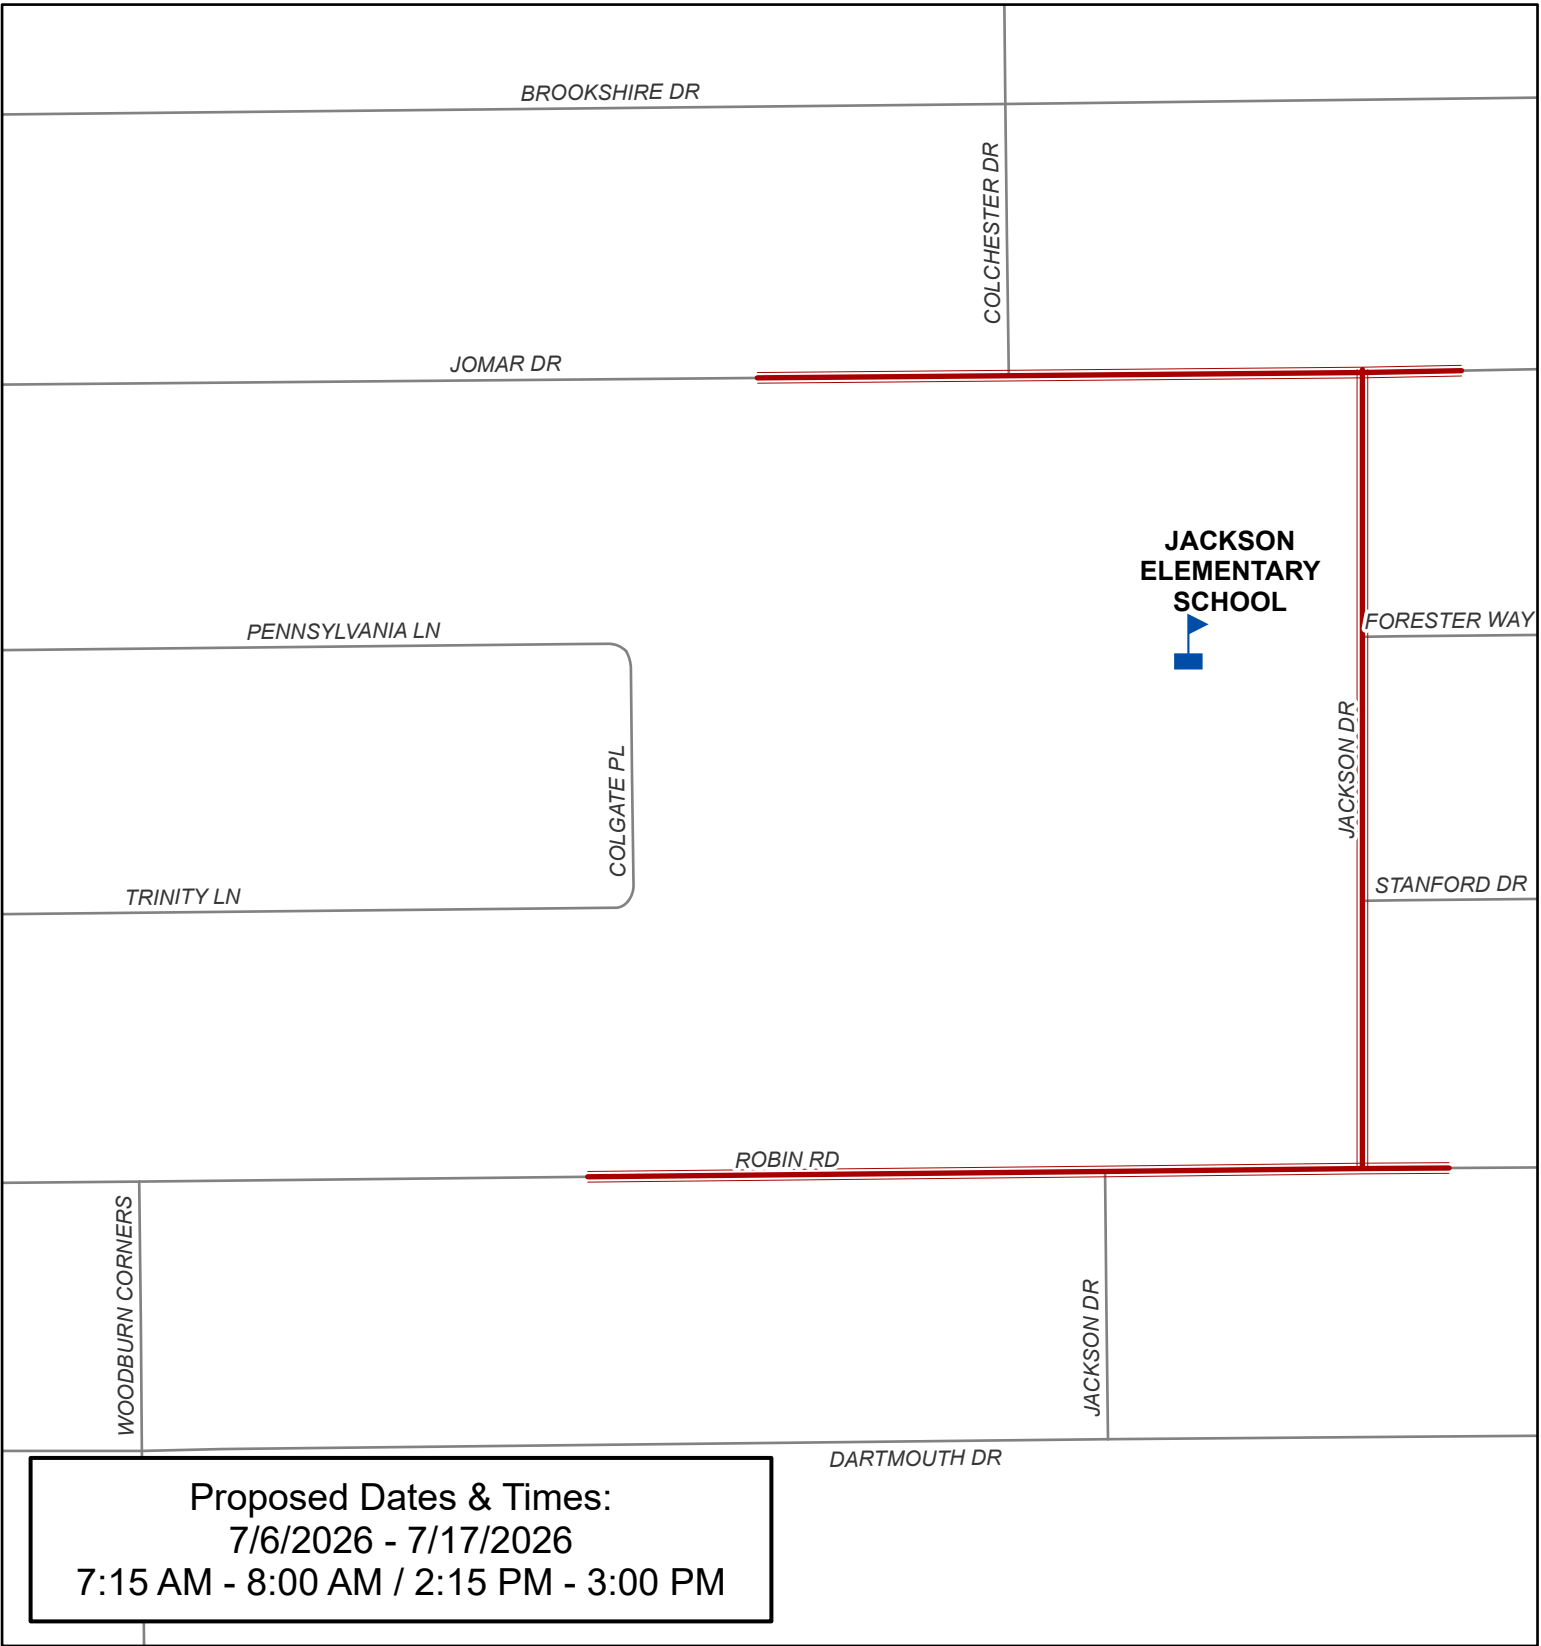 BROOKSHIRE DR
COLCHESTER DR
JOMAR DR
JACKSON
ELEMENTARY
SCHOOL
FORESTER WAY
PENNSYLVANIA LN
JACKSON DR
COLGATE PL
STANFORD DR
TRINITY LN
ROBIN RD
WOODBURN CORNERS
JACKSON DR
DARTMOUTH DR
Proposed Dates & Times:
7/6/2026 - 7/17/2026
7:15 AM - 8:00 AM / 2:15 PM - 3:00 PM